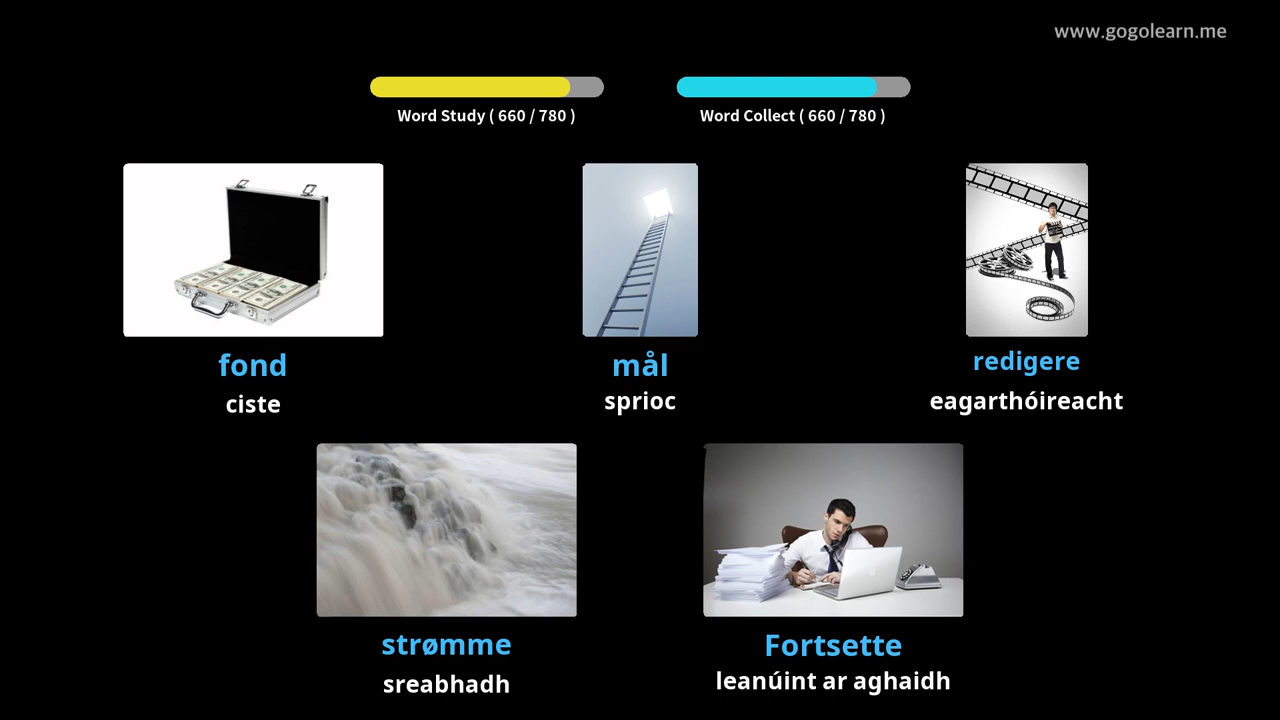 www.gogolearn.me
Word Study ( 660 / 780 )
Word Collect ( 660 / 780 )
fond
ciste
mål
sprioc
redigere
eagarthóireacht
strømme
sreabhadh
Fortsette
leanúint ar aghaidh